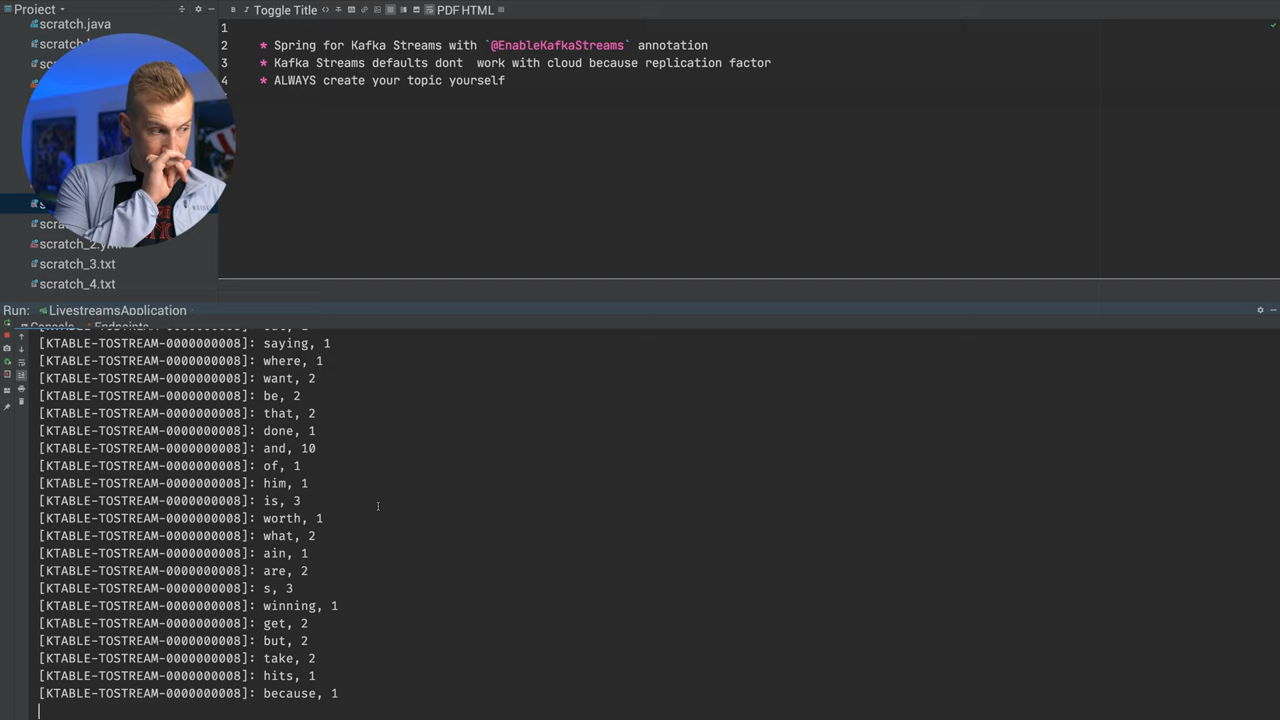 Project
Toggle Title PDF HTML
scratch.java
1
2 * Spring for Kafka Streams with `@EnableKafkaStreams` annotation
3 * Kafka Streams defaults dont  work with cloud because replication factor
4 * ALWAYS create your topic yourself
scratch_2.yml
scratch_3.txt
scratch_4.txt
Run: LivestreamsApplication
Console Endpoints
[KTABLE-TOSTREAM-0000000008]: saying, 1
[KTABLE-TOSTREAM-0000000008]: where, 1
[KTABLE-TOSTREAM-0000000008]: want, 2
[KTABLE-TOSTREAM-0000000008]: be, 2
[KTABLE-TOSTREAM-0000000008]: that, 2
[KTABLE-TOSTREAM-0000000008]: done, 1
[KTABLE-TOSTREAM-0000000008]: and, 10
[KTABLE-TOSTREAM-0000000008]: of, 1
[KTABLE-TOSTREAM-0000000008]: him, 1
[KTABLE-TOSTREAM-0000000008]: is, 3
[KTABLE-TOSTREAM-0000000008]: worth, 1
[KTABLE-TOSTREAM-0000000008]: what, 2
[KTABLE-TOSTREAM-0000000008]: ain, 1
[KTABLE-TOSTREAM-0000000008]: are, 2
[KTABLE-TOSTREAM-0000000008]: s, 3
[KTABLE-TOSTREAM-0000000008]: winning, 1
[KTABLE-TOSTREAM-0000000008]: get, 2
[KTABLE-TOSTREAM-0000000008]: but, 2
[KTABLE-TOSTREAM-0000000008]: take, 2
[KTABLE-TOSTREAM-0000000008]: hits, 1
[KTABLE-TOSTREAM-0000000008]: because, 1